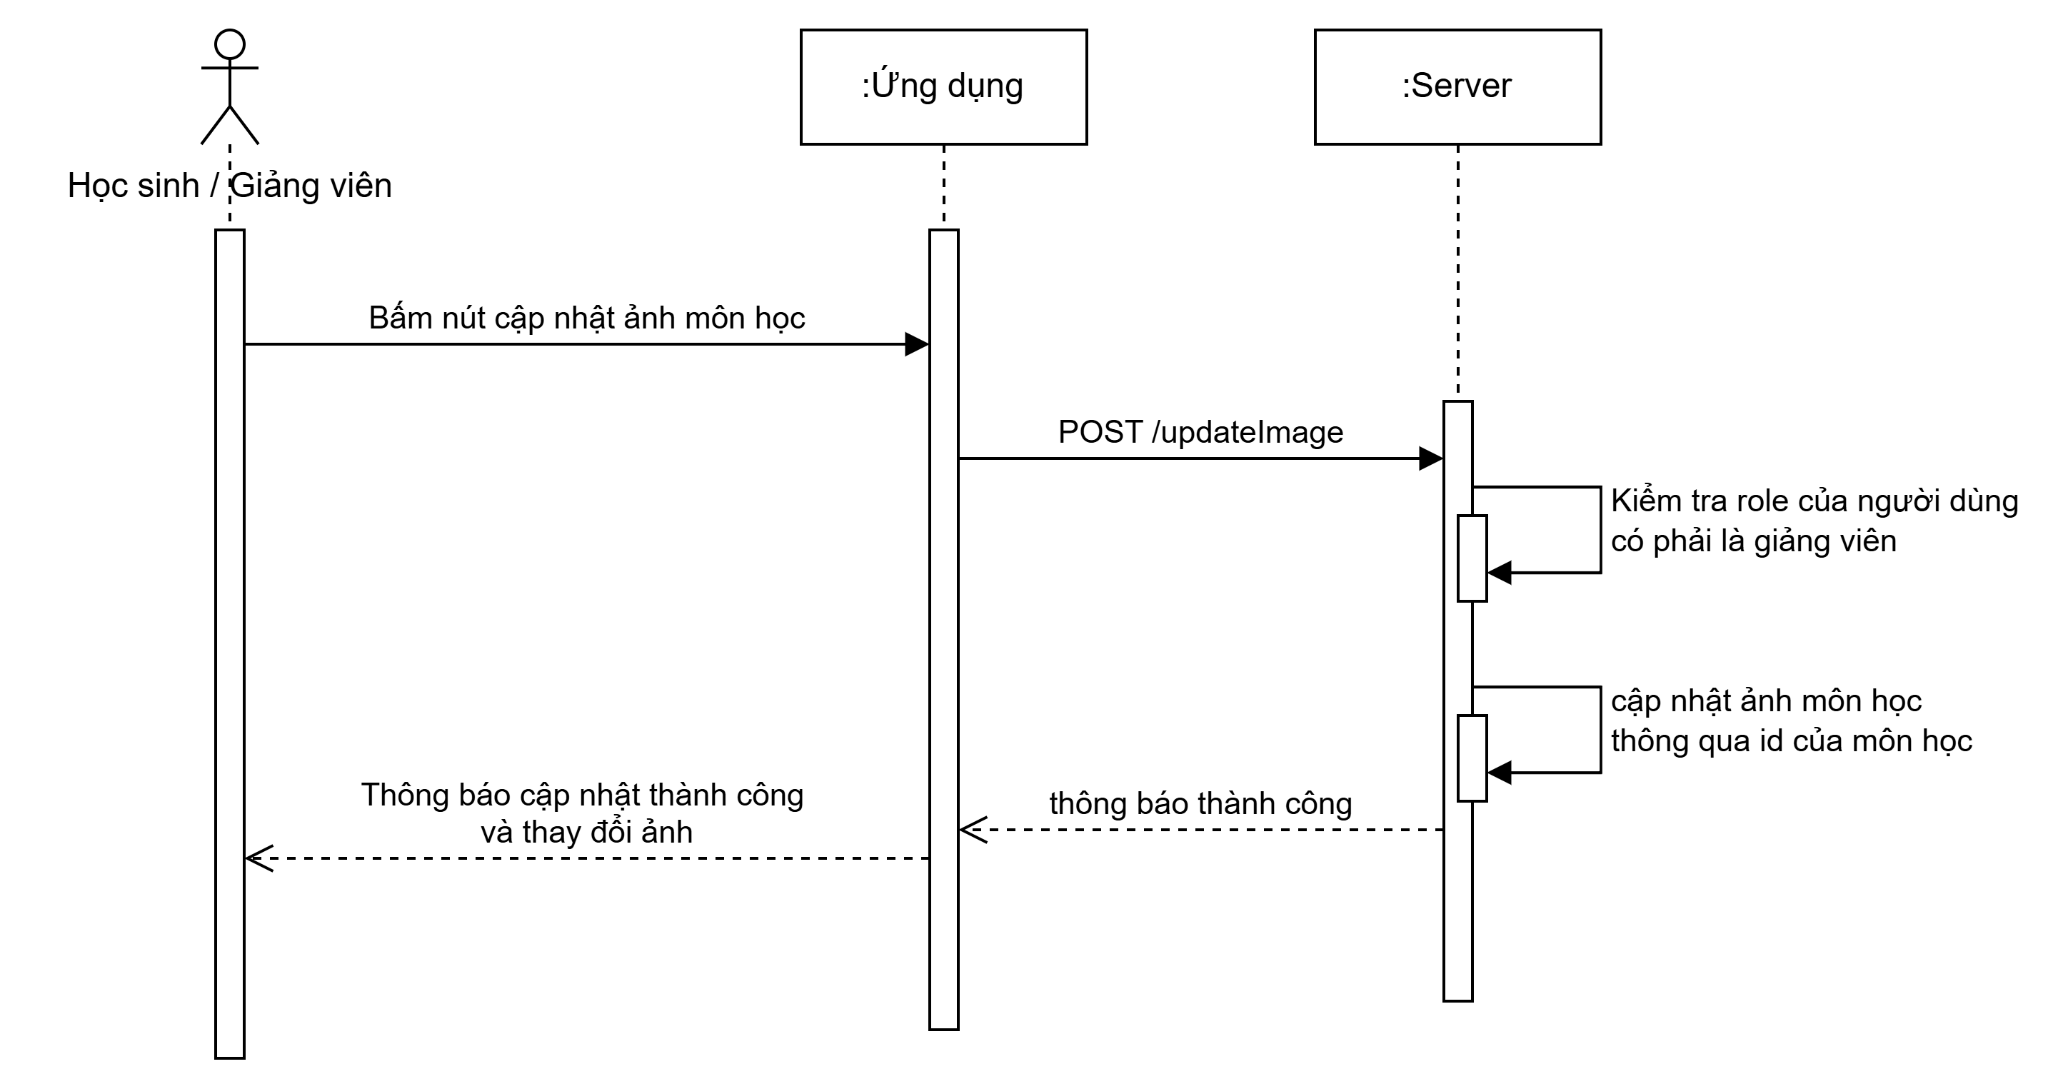 :Ứng dụng
:Server
Học sinh / Giảng viên
Bấm nút cập nhật ảnh môn học
POST /updateImage
Kiểm tra role của người dùng
có phải là giảng viên
cập nhật ảnh môn học
thông qua id của môn học
Thông báo cập nhật thành công
và thay đổi ảnh
thông báo thành công